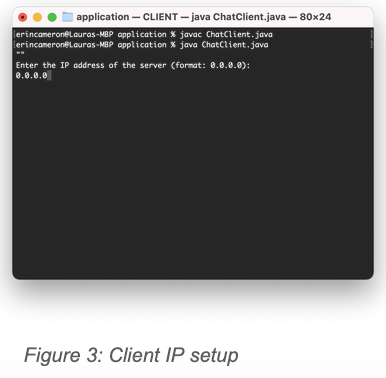 application — CLIENT — java ChatClient.java — 80×24
[erincameron@Lauras-MBP application % javac ChatClient.java ]
[erincameron@Lauras-MBP application % java ChatClient.java ]
""
Enter the IP address of the server (format: 0.0.0.0):
0.0.0.0
Figure 3: Client IP setup